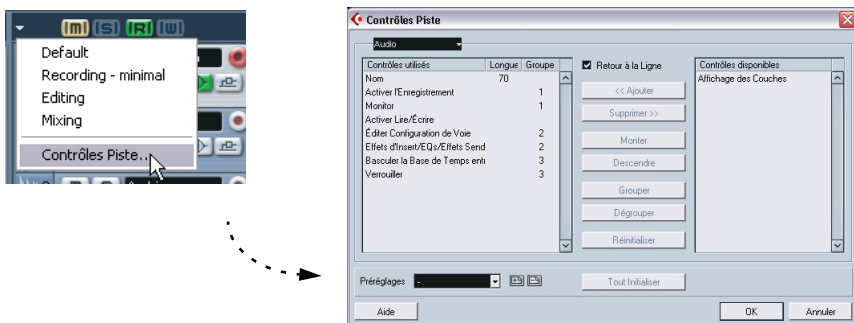 m S R W
Default
Recording - minimal
Editing
Mixing
Contrôles Piste...
Contrôles Piste
Audio
Contrôles utilisés Longue Groupe
Nom 70
Activer l'Enregistrement 1
Monitor 1
Activer Lire/Écrire
Éditer Configuration de Voie 2
Effets d'Insert/EQs/Effets Send 2
Basculer la Base de Temps entr 3
Verrouiller 3
Retour à la Ligne
<< Ajouter
Supprimer >>
Monter
Descendre
Grouper
Dégrouper
Réinitialiser
Contrôles disponibles
Affichage des Couches
Préréglages -
Tout Initialiser
Aide
OK
Annuler